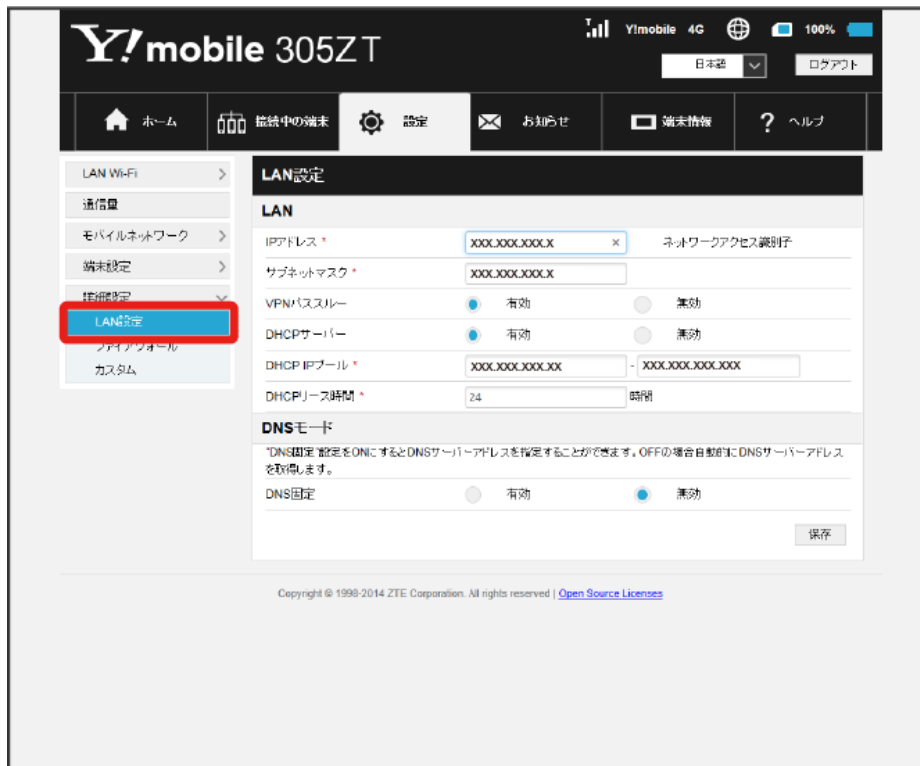 Y!mobile 305ZT
Y!mobile 4G 100%
日本語 ログアウト
ホーム 接続中の端末 設定 お知らせ 端末情報 ? ヘルプ
LAN Wi-Fi
通信量
モバイルネットワーク
端末設定
詳細設定
LAN設定
ファイアウォール
カスタム
LAN設定
LAN
IPアドレス * XXX.XXX.XXX.X × ネットワークアクセス識別子
サブネットマスク * XXX.XXX.XXX.X
VPNパススルー 有効 無効
DHCPサーバー 有効 無効
DHCP IPプール * XXX.XXX.XXX.XX - XXX.XXX.XXX.XXX
DHCPリース時間 * 24 時間
DNSモード
"DNS固定"設定をONにするとDNSサーバーアドレスを指定することができます。OFFの場合自動的にDNSサーバーアドレス
を取得します。
DNS固定 有効 無効
保存
Copyright © 1998-2014 ZTE Corporation. All rights reserved | Open Source Licenses